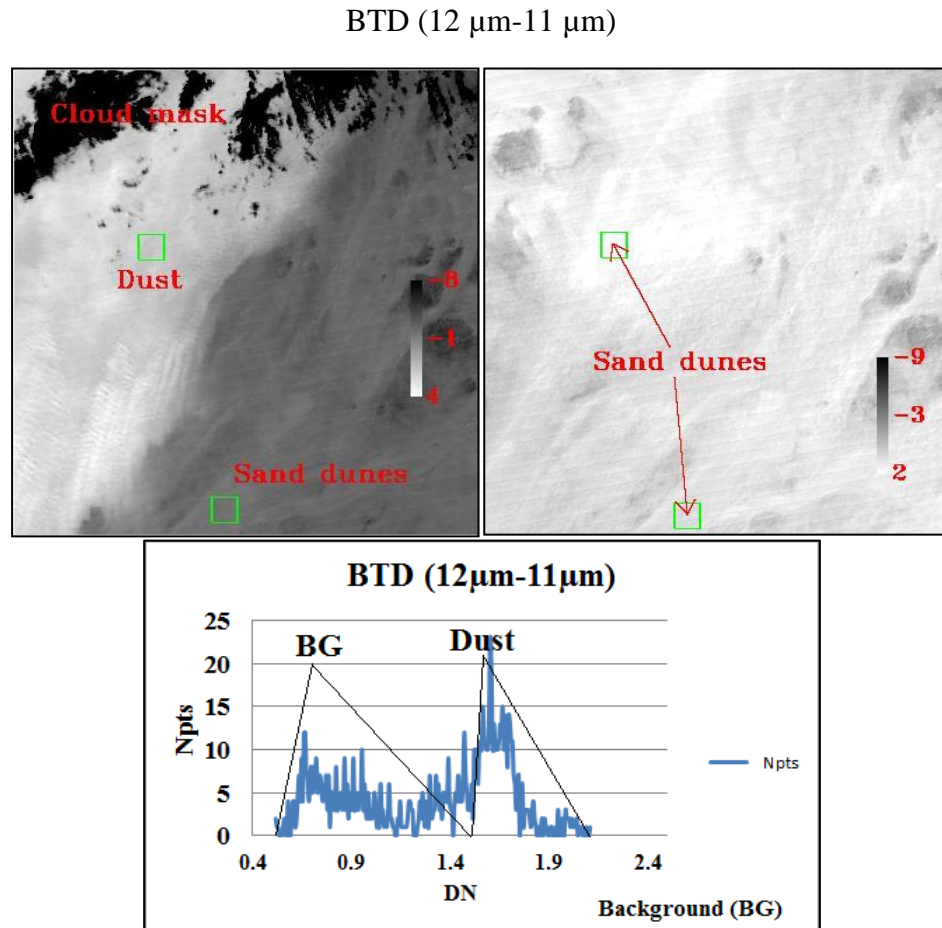 BTD (12 µm-11 µm)
Cloud mask
Dust
-8
-1
4
Sand dunes
Sand dunes
-9
-3
2
BTD (12µm-11µm)
25
20
15
10
5
0
Npts
BG
Dust
Npts
0.4 0.9 1.4 1.9 2.4
DN
Background (BG)